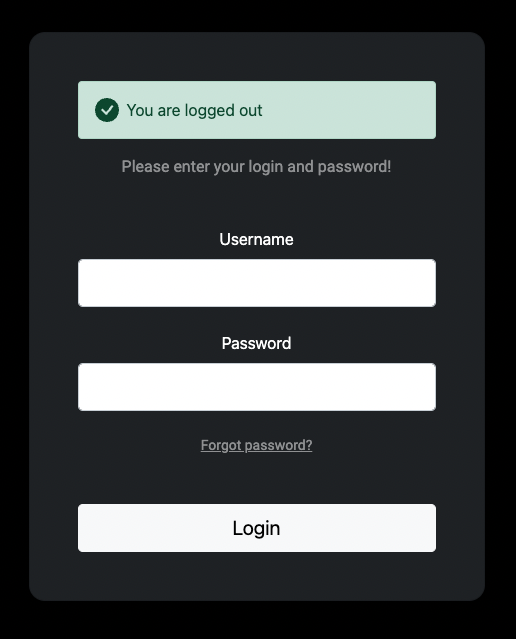 You are logged out
Please enter your login and password!
Username
Password
Forgot password?
Login